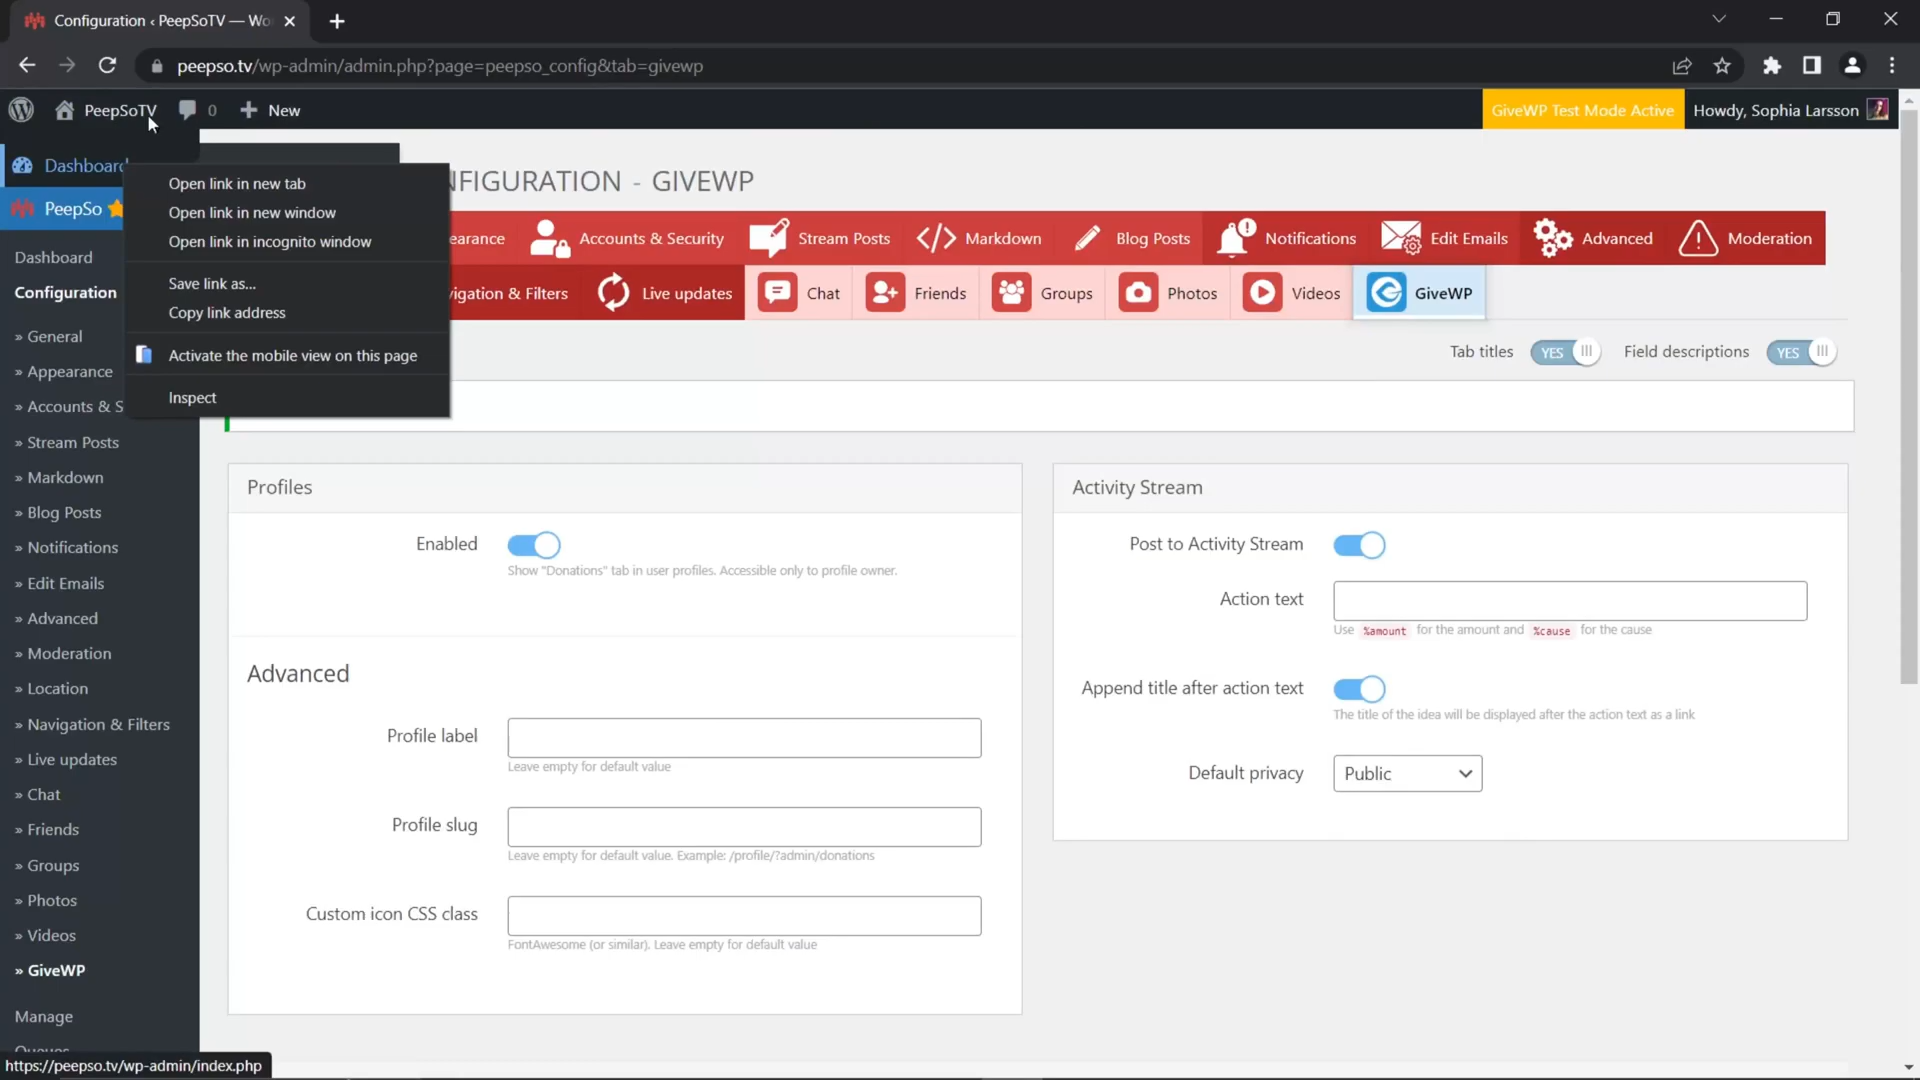 Configuration ‹ PeepSoTV — Wo
peepso.tv/wp-admin/admin.php?page=peepso_config&tab=givewp
PeepSoTV
0
New
GiveWP Test Mode Active
Howdy, Sophia Larsson
Dashboard
PeepSo
Dashboard
Configuration
» General
» Appearance
» Accounts & S
» Stream Posts
» Markdown
» Blog Posts
» Notifications
» Edit Emails
» Advanced
» Moderation
» Location
» Navigation & Filters
» Live updates
» Chat
» Friends
» Groups
» Photos
» Videos
» GiveWP
Manage
https://peepso.tv/wp-admin/index.php
Open link in new tab
Open link in new window
Open link in incognito window
Save link as...
Copy link address
Activate the mobile view on this page
Inspect
NFIGURATION - GIVEWP
earance
Accounts & Security
Stream Posts
Markdown
Blog Posts
Notifications
Edit Emails
Advanced
Moderation
vigation & Filters
Live updates
Chat
Friends
Groups
Photos
Videos
GiveWP
Tab titles
YES
Field descriptions
YES
Profiles
Enabled
Show "Donations" tab in user profiles. Accessible only to profile owner.
Advanced
Profile label
Leave empty for default value
Profile slug
Leave empty for default value. Example: /profile/?admin/donations
Custom icon CSS class
FontAwesome (or similar). Leave empty for default value
Activity Stream
Post to Activity Stream
Action text
Use %amount for the amount and %cause for the cause
Append title after action text
The title of the idea will be displayed after the action text as a link
Default privacy
Public